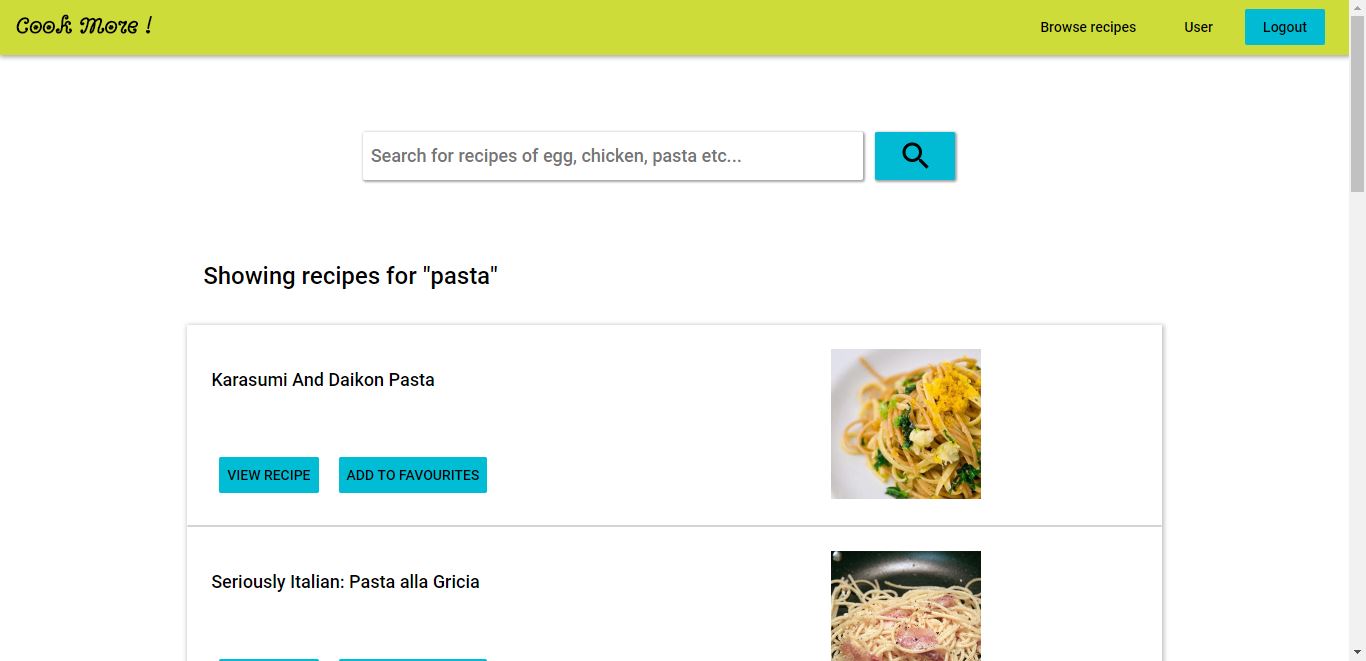 Cook More !
Browse recipes
User
Logout
Search for recipes of egg, chicken, pasta etc...
Showing recipes for "pasta"
Karasumi And Daikon Pasta
VIEW RECIPE
ADD TO FAVOURITES
Seriously Italian: Pasta alla Gricia